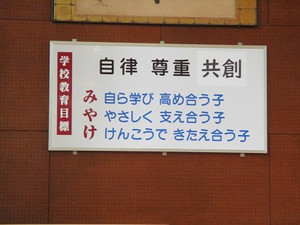 学校教育目標
自律 尊重 共創
み 自ら学び 高め合う子
や やさしく 支え合う子
け けんこうで きたえ合う子